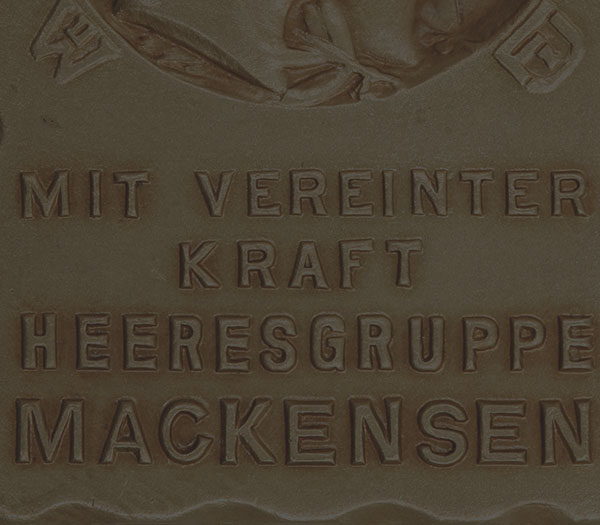 MIT VEREINTER
KRAFT
HEERESGRUPPE
MACKENSEN